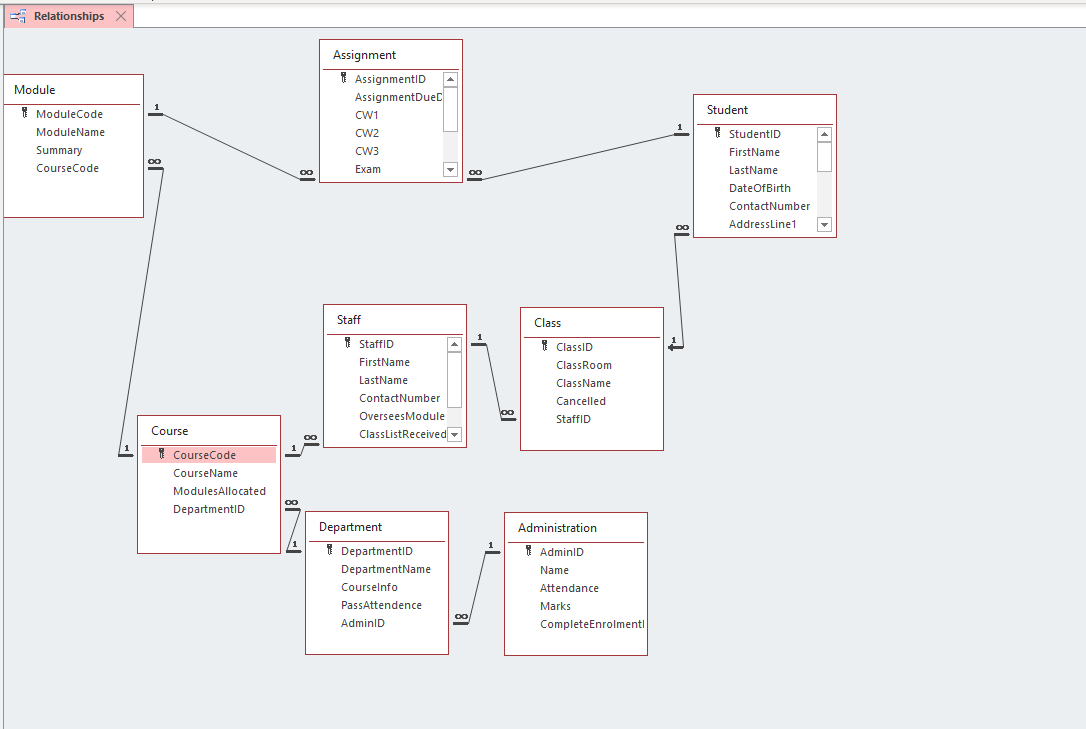 Relationships
Module
ModuleCode
ModuleName
Summary
CourseCode
Assignment
AssignmentID
AssignmentDueD
CW1
CW2
CW3
Exam
Student
StudentID
FirstName
LastName
DateOfBirth
ContactNumber
AddressLine1
Staff
StaffID
FirstName
LastName
ContactNumber
OverseesModule
ClassListReceived
Class
ClassID
ClassRoom
ClassName
Cancelled
StaffID
Course
CourseCode
CourseName
ModulesAllocated
DepartmentID
Department
DepartmentID
DepartmentName
CourseInfo
PassAttendence
AdminID
Administration
AdminID
Name
Attendance
Marks
CompleteEnrolmentI
1
∞
∞
1
∞
1
∞
1
1
∞
1
∞
∞
1
1
∞